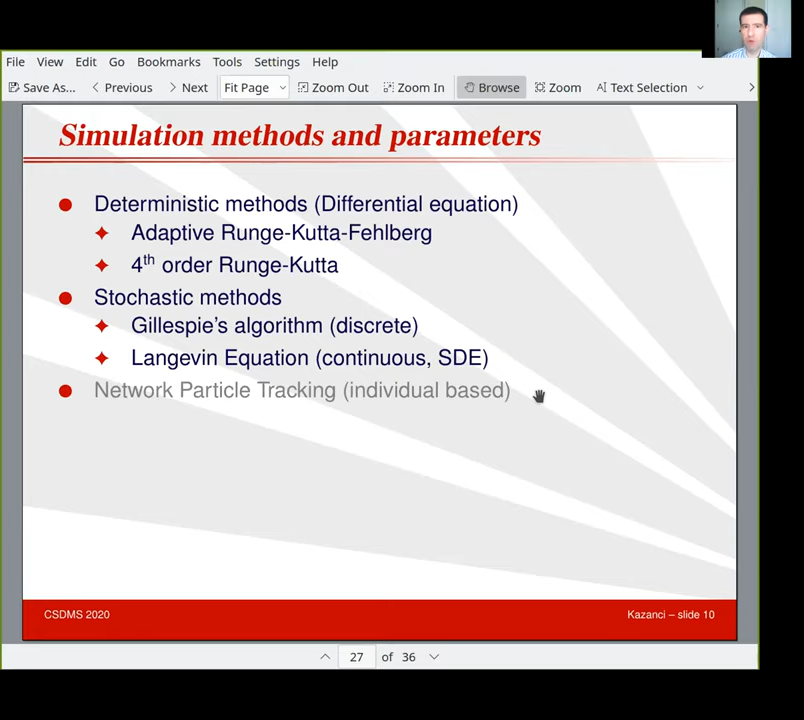 File View Edit Go Bookmarks Tools Settings Help
Save As... Previous Next Fit Page Zoom Out Zoom In Browse Zoom Text Selection
Simulation methods and parameters
Deterministic methods (Differential equation)
Adaptive Runge-Kutta-Fehlberg
4th order Runge-Kutta
Stochastic methods
Gillespie's algorithm (discrete)
Langevin Equation (continuous, SDE)
Network Particle Tracking (individual based)
CSDMS 2020 Kazanci – slide 10
27 of 36